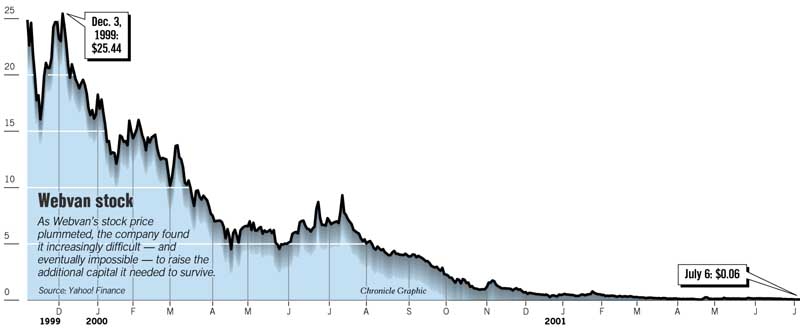 25
Dec. 3,
1999:
$25.44
20
15
10
Webvan stock
As Webvan's stock price
plummeted, the company found
it increasingly difficult — and
eventually impossible — to raise the
additional capital it needed to survive.
5
Source: Yahoo! Finance
Chronicle Graphic
July 6: $0.06
0
D J F M A M J J A S O N D J F M A M J J
1999 2000 2001